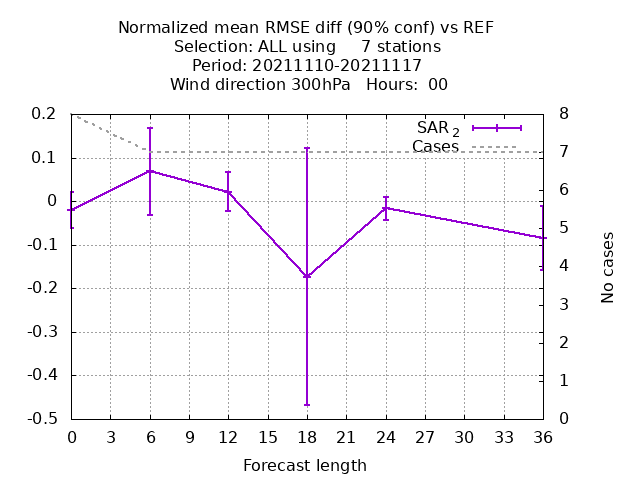 Normalized mean RMSE diff (90% conf) vs REF
Selection: ALL using     7 stations
Period: 20211110-20211117
Wind direction 300hPa   Hours:  00
SAR 2
Cases
0.2
0.1
0
-0.1
-0.2
-0.3
-0.4
-0.5
8
7
6
5
4
3
2
1
0
No cases
0 3 6 9 12 15 18 21 24 27 30 33 36
Forecast length